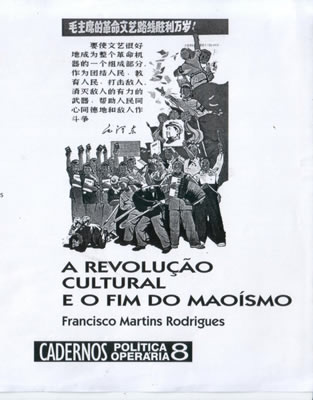 毛主席的革命文艺路线胜利万岁!
要使文艺很好
地成为整个革命机
器的一个组成部分,
作为团结人民、教
育人民、打击敌人、
消灭敌人的有力的
武器,帮助人民同
心同德地和敌人作
斗争
毛泽东
A REVOLUÇÃO
CULTURAL
E O FIM DO MAOÍSMO
Francisco Martins Rodrigues
CADERNOS POLÍTICA OPERÁRIA 8